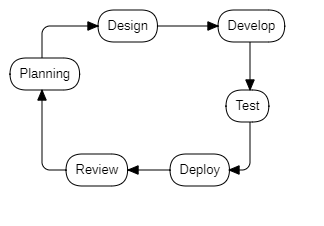 Design
Develop
Planning
Test
Review
Deploy